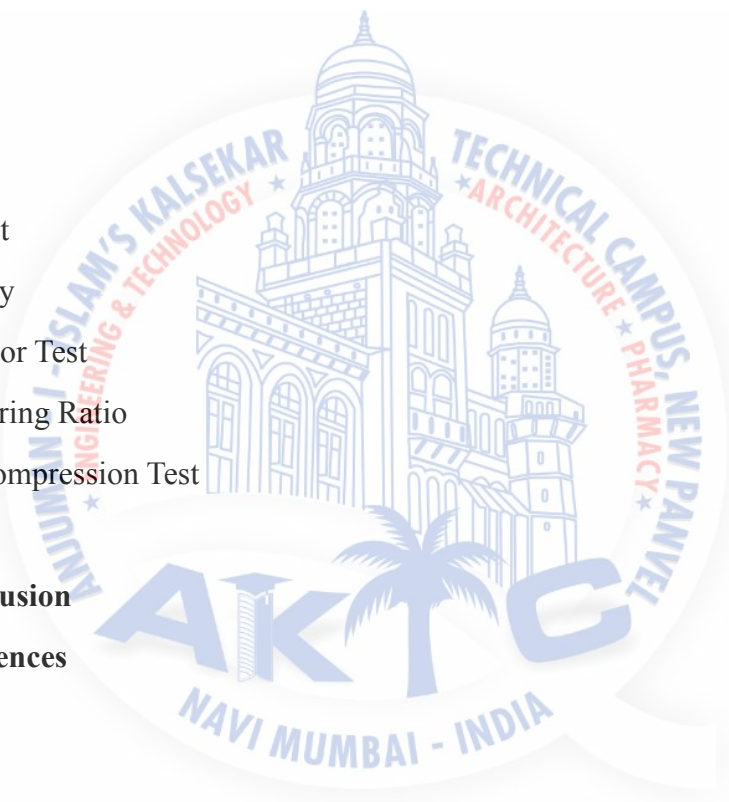 t
y
or Test
ring Ratio
ompression Test
usion
ences
ANJUMAN - I - ISLAM'S KALSEKAR TECHNICAL CAMPUS, NEW PANVEL
ENGINEERING & TECHNOLOGY ★ ★ ARCHITECTURE ★ PHARMACY ★
AKTC
NAVI MUMBAI - INDIA